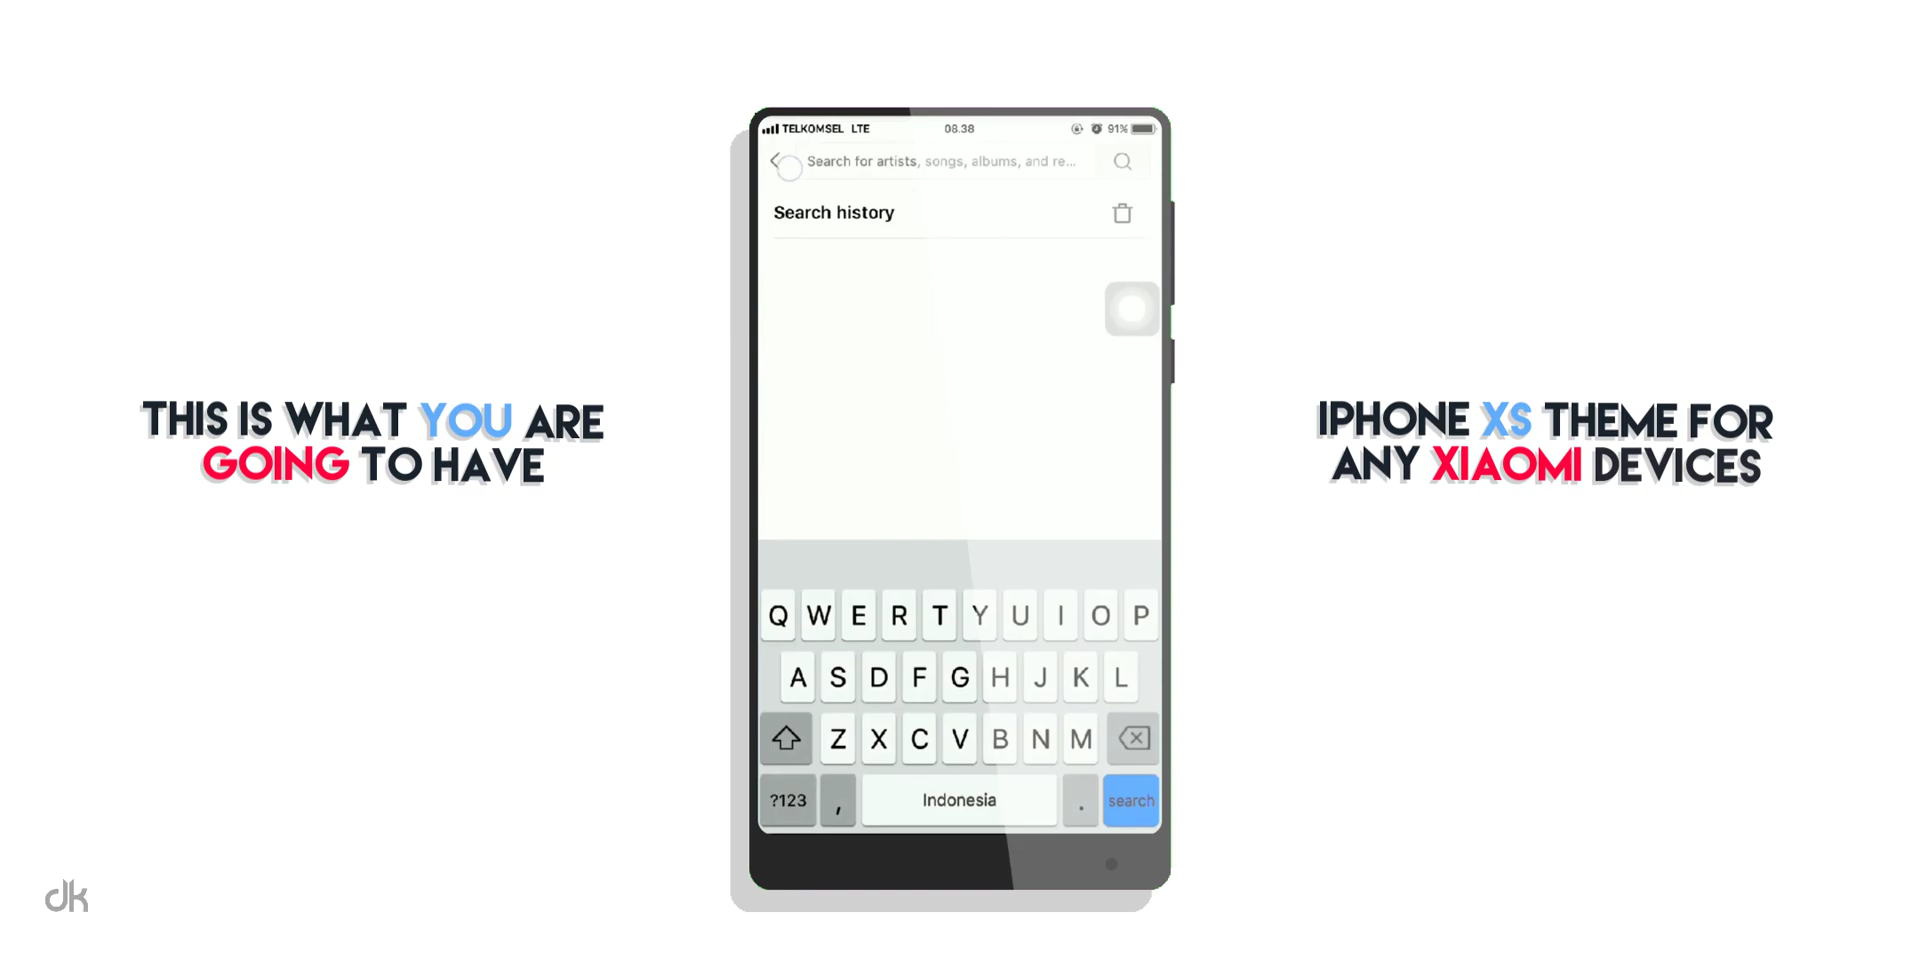 TELKOMSEL LTE 08.38 91%
Search for artists, songs, albums, and re...
Search history
THIS IS WHAT YOU ARE
GOING TO HAVE
IPHONE XS THEME FOR
ANY XIAOMI DEVICES
Q W E R T Y U I O P
A S D F G H J K L
Z X C V B N M
?123 , Indonesia . search
dk